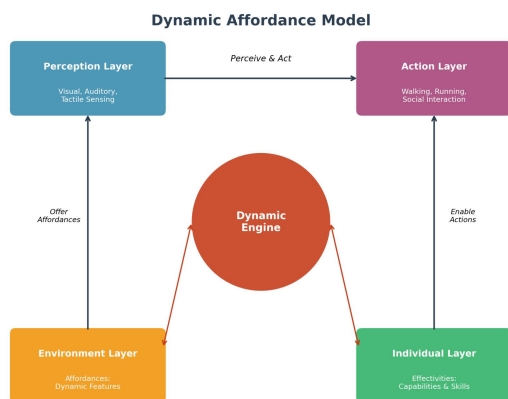 Dynamic Affordance Model
Perception Layer
Visual, Auditory,
Tactile Sensing
Perceive & Act
Action Layer
Walking, Running,
Social Interaction
Offer
Affordances
Dynamic
Engine
Enable
Actions
Environment Layer
Affordances:
Dynamic Features
Individual Layer
Effectivities:
Capabilities & Skills